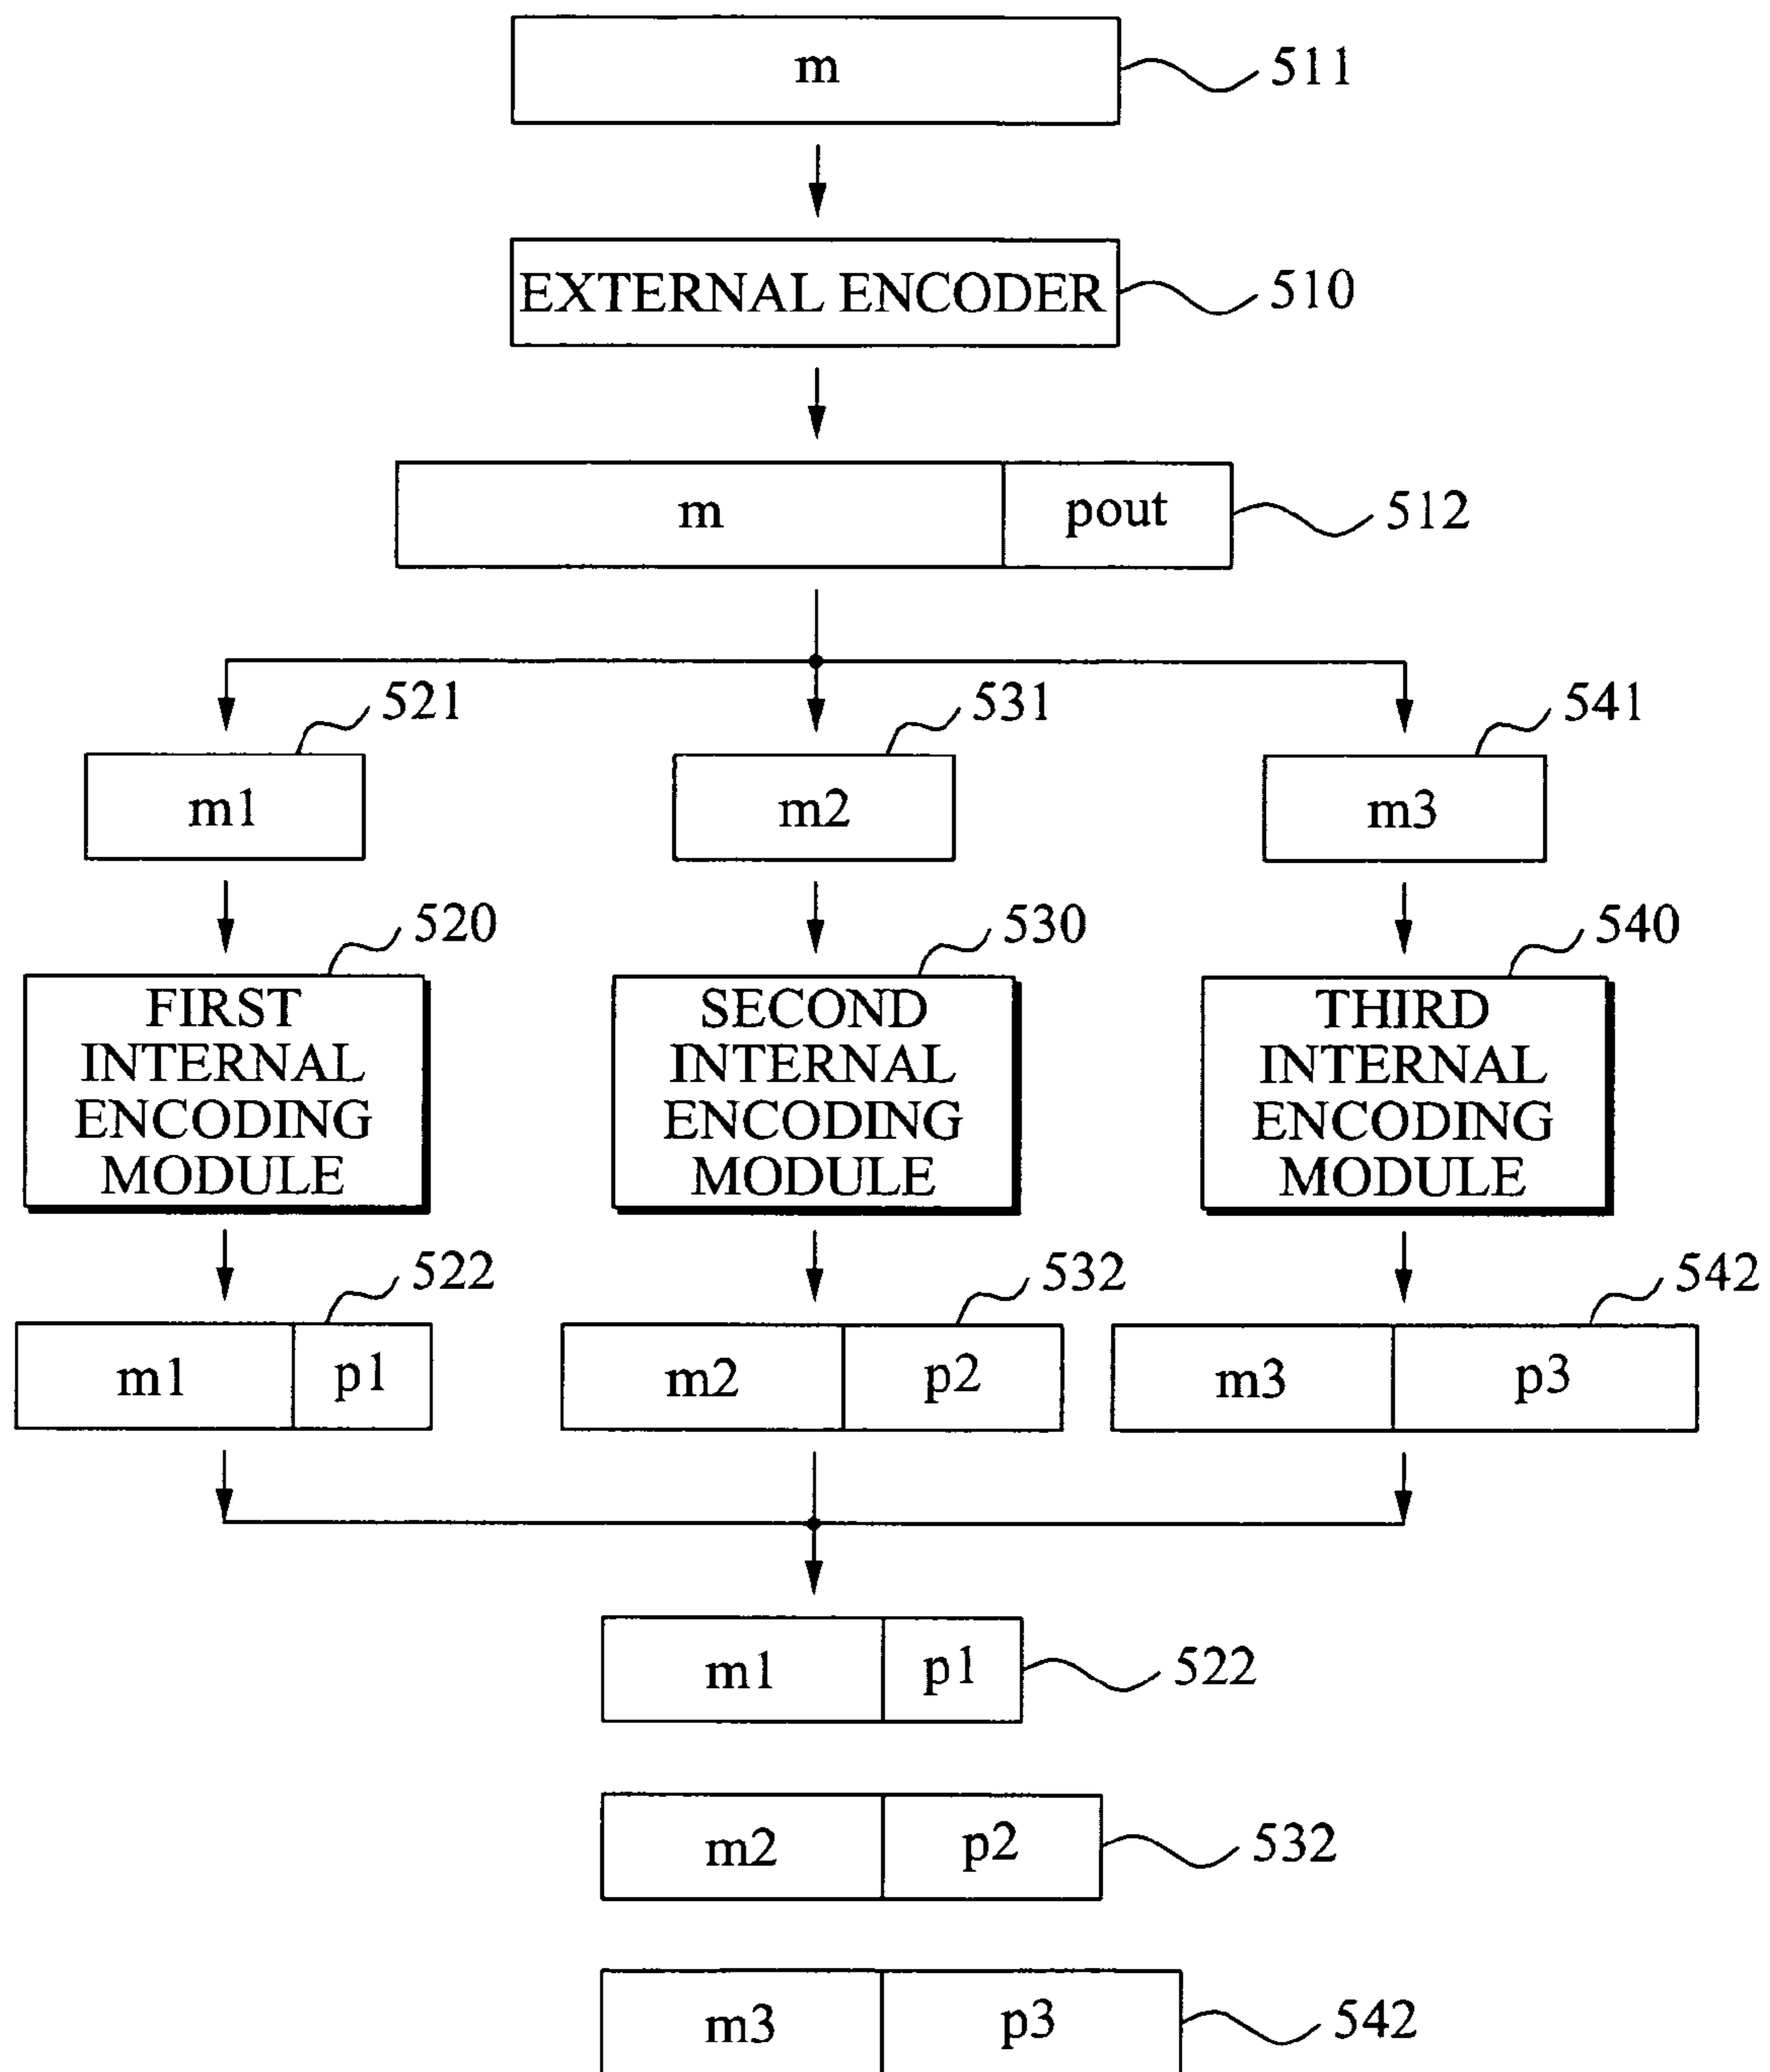 m
511
EXTERNAL ENCODER
510
m
pout
512
521
531
541
m1
m2
m3
520
530
540
FIRST
INTERNAL
ENCODING
MODULE
SECOND
INTERNAL
ENCODING
MODULE
THIRD
INTERNAL
ENCODING
MODULE
522
532
542
m1
p1
m2
p2
m3
p3
m1
p1
522
m2
p2
532
m3
p3
542